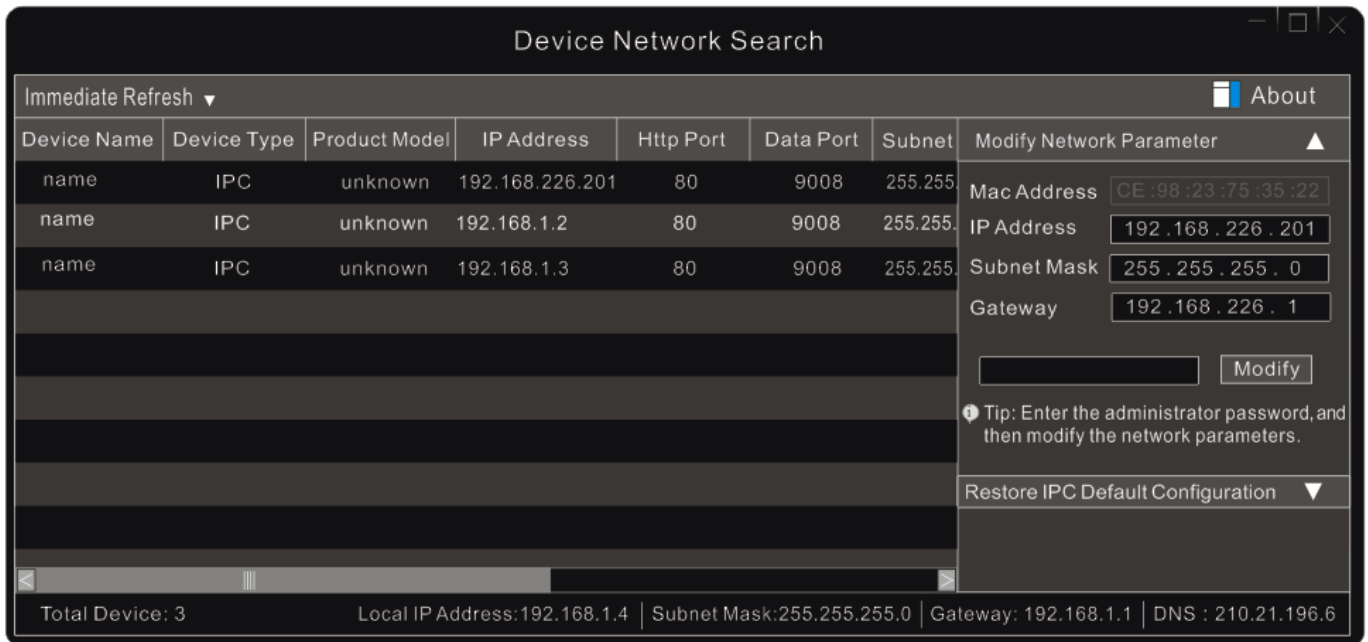 Device Network Search
Immediate Refresh ▼ About
Device Name Device Type Product Model IP Address Http Port Data Port Subnet Modify Network Parameter ▲
name IPC unknown 192.168.226.201 80 9008 255.255.
Mac Address CE :98 :23 :75 :35 :22
name IPC unknown 192.168.1.2 80 9008 255.255.
IP Address 192 .168 . 226 . 201
name IPC unknown 192.168.1.3 80 9008 255.255.
Subnet Mask 255 . 255 . 255 . 0
Gateway 192 .168 . 226 . 1
Modify
Tip: Enter the administrator password, and
then modify the network parameters.
Restore IPC Default Configuration ▼
Total Device: 3 Local IP Address:192.168.1.4 Subnet Mask:255.255.255.0 Gateway: 192.168.1.1 DNS : 210.21.196.6